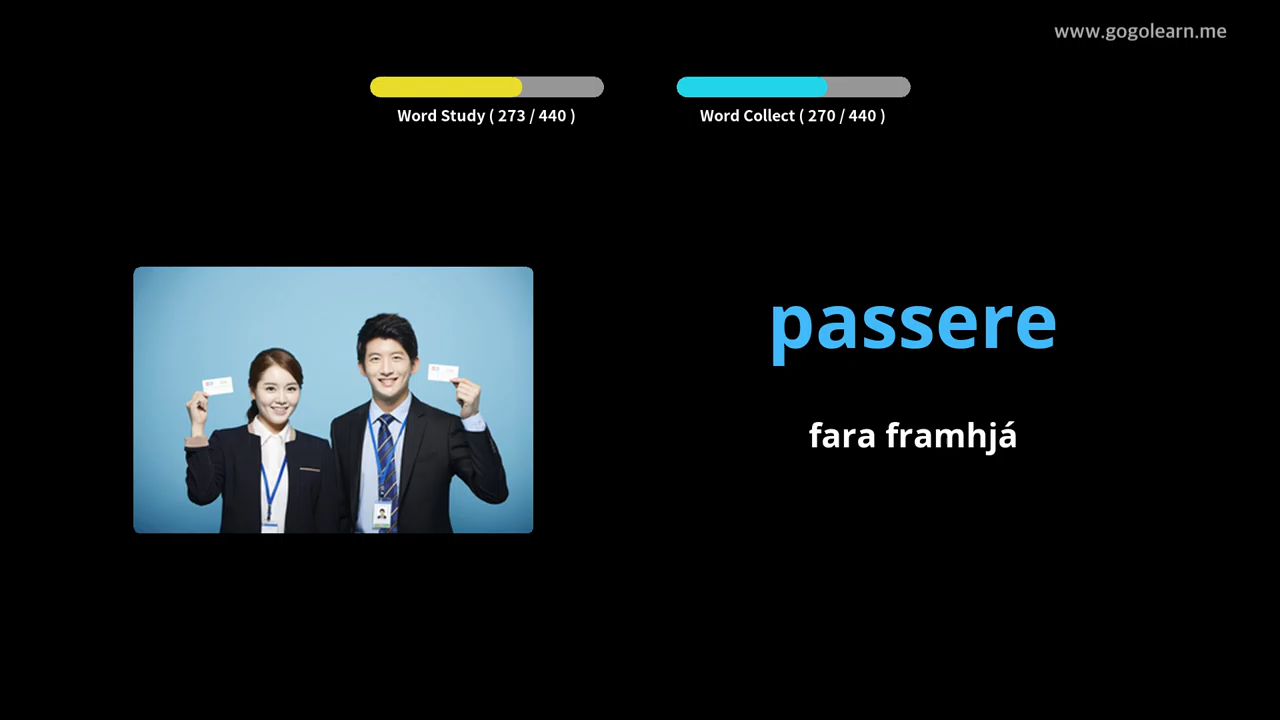 www.gogolearn.me
Word Study ( 273 / 440 )
Word Collect ( 270 / 440 )
passere
fara framhjá